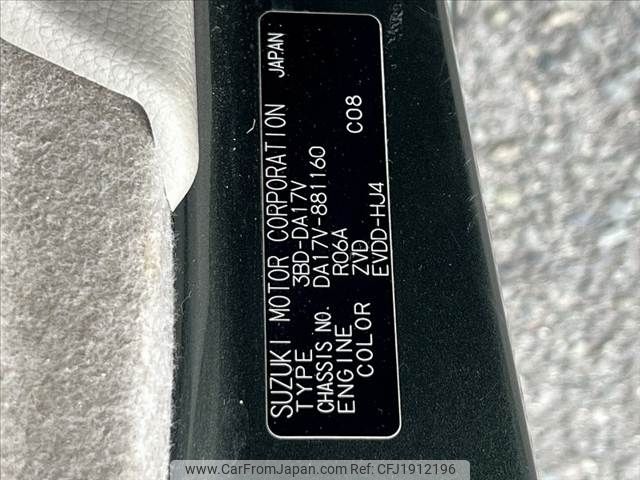 SUZUKI MOTOR CORPORATION JAPAN
TYPE 3BD-DA17V
CHASSIS NO. DA17V-881160
ENGINE R06A C08
COLOR ZVD
EVDD-HJ4
www.CarFromJapan.com Ref: CFJ1912196